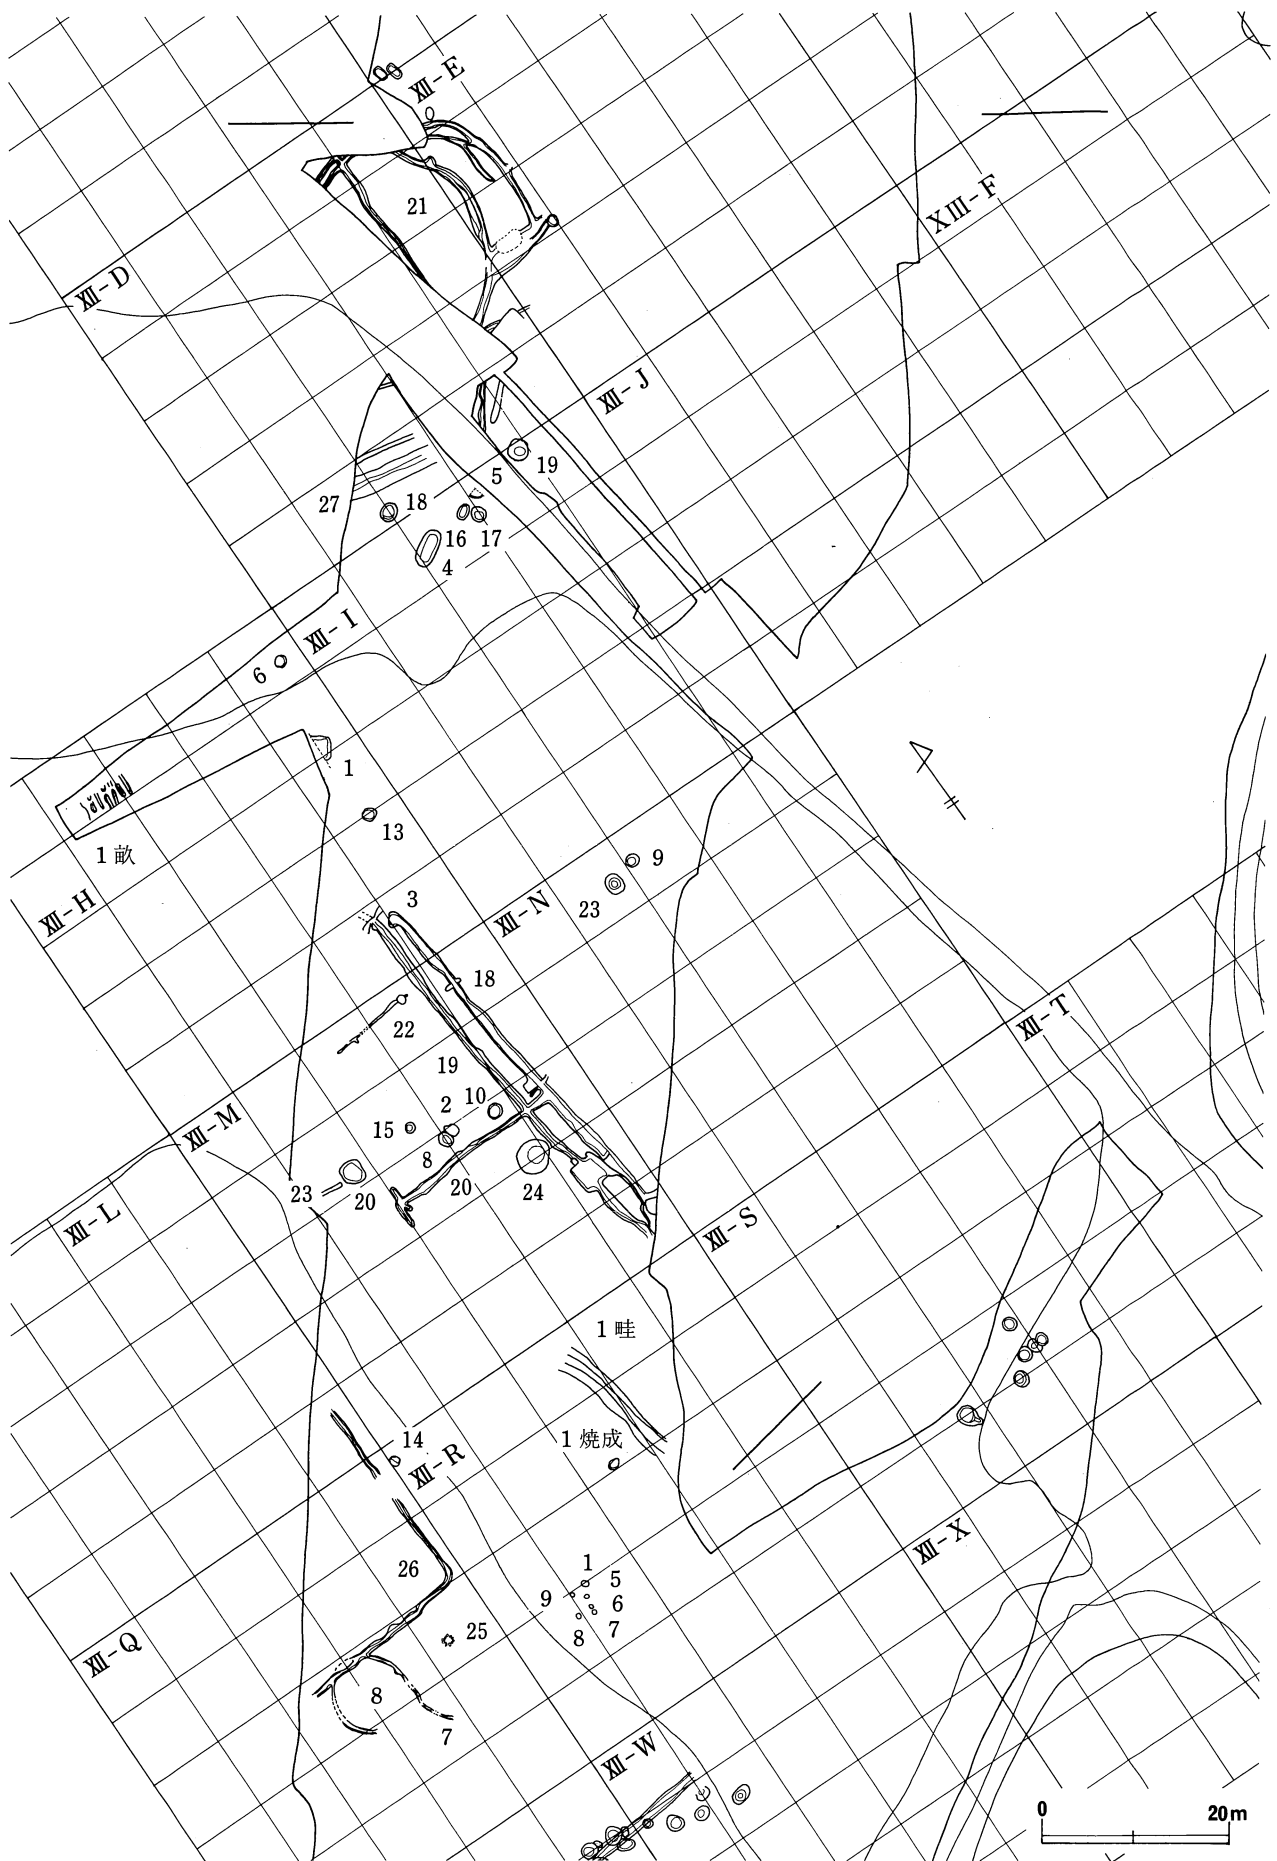 XII-E
21
XIII-F
XII-D
XII-J
19
5
27
18
16
17
4
XII-I
6
1
13
1畝
9
23
XII-H
3
XII-N
18
22
19
XII-T
10
2
15
8
XII-M
23
20
20
24
XII-L
XII-S
1畦
14
1焼成
XII-R
XII-X
26
1
5
9
6
7
8
25
XII-Q
8
7
XII-W
0 20m